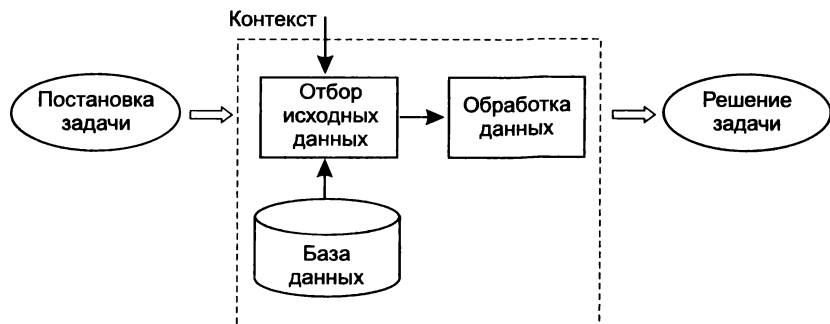 Контекст
Постановка
задачи
Отбор
исходных
данных
Обработка
данных
Решение
задачи
База
данных